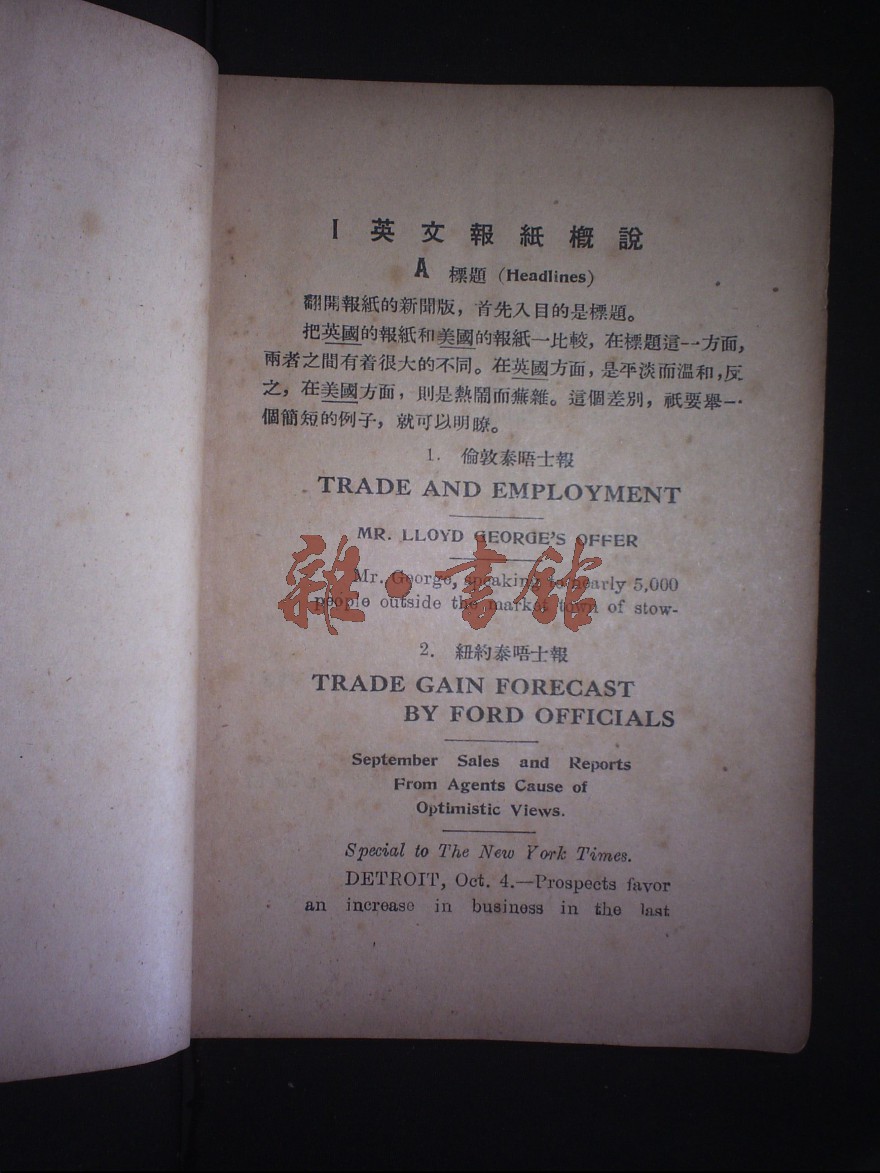 I 英文報紙概說
A 標題 (Headlines)
翻開報紙的新聞版，首先入目的是標題。
把英國的報紙和美國的報紙一比較，在標題這一方面，
兩者之間有着很大的不同。在英國方面，是平淡而溫和，反
之，在美國方面，則是熱鬧而蕪雜。這個差別，祇要舉一
個簡短的例子，就可以明瞭。
1. 倫敦泰晤士報
TRADE AND EMPLOYMENT
MR. LLOYD GEORGE'S OFFER
Mr. George, speaking to nearly 5,000
people outside the market town of stow-
雜·書館
2. 紐約泰晤士報
TRADE GAIN FORECAST
BY FORD OFFICIALS
September Sales and Reports
From Agents Cause of
Optimistic Views.
Special to The New York Times.
DETROIT, Oct. 4.—Prospects favor
an increase in business in the last